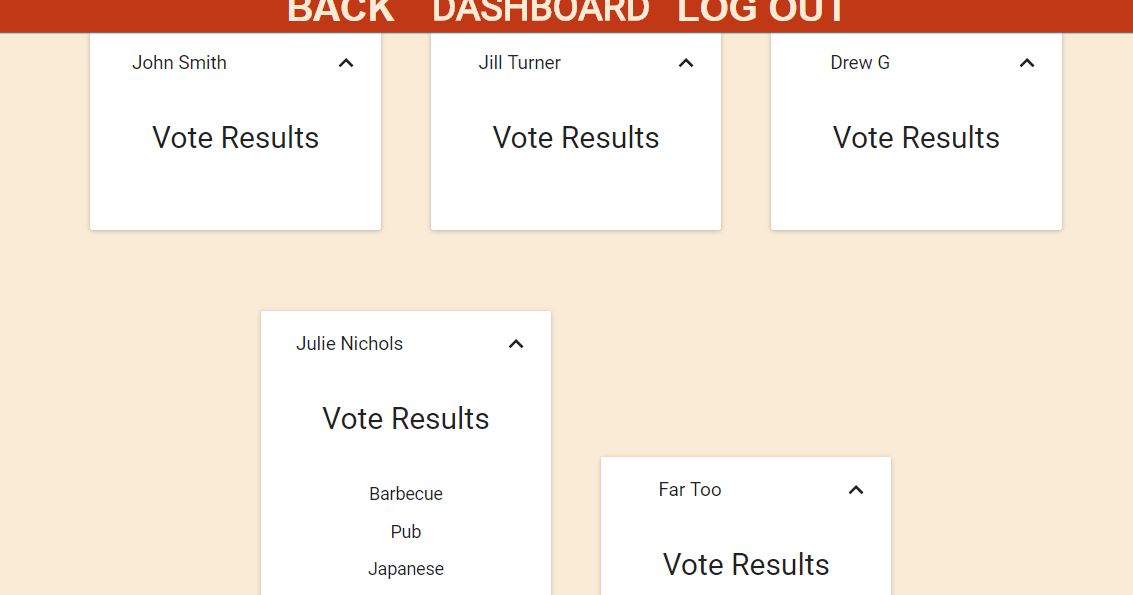 BACK DASHBOARD LOG OUT
John Smith
Vote Results
Jill Turner
Vote Results
Drew G
Vote Results
Julie Nichols
Vote Results
Barbecue
Pub
Japanese
Far Too
Vote Results